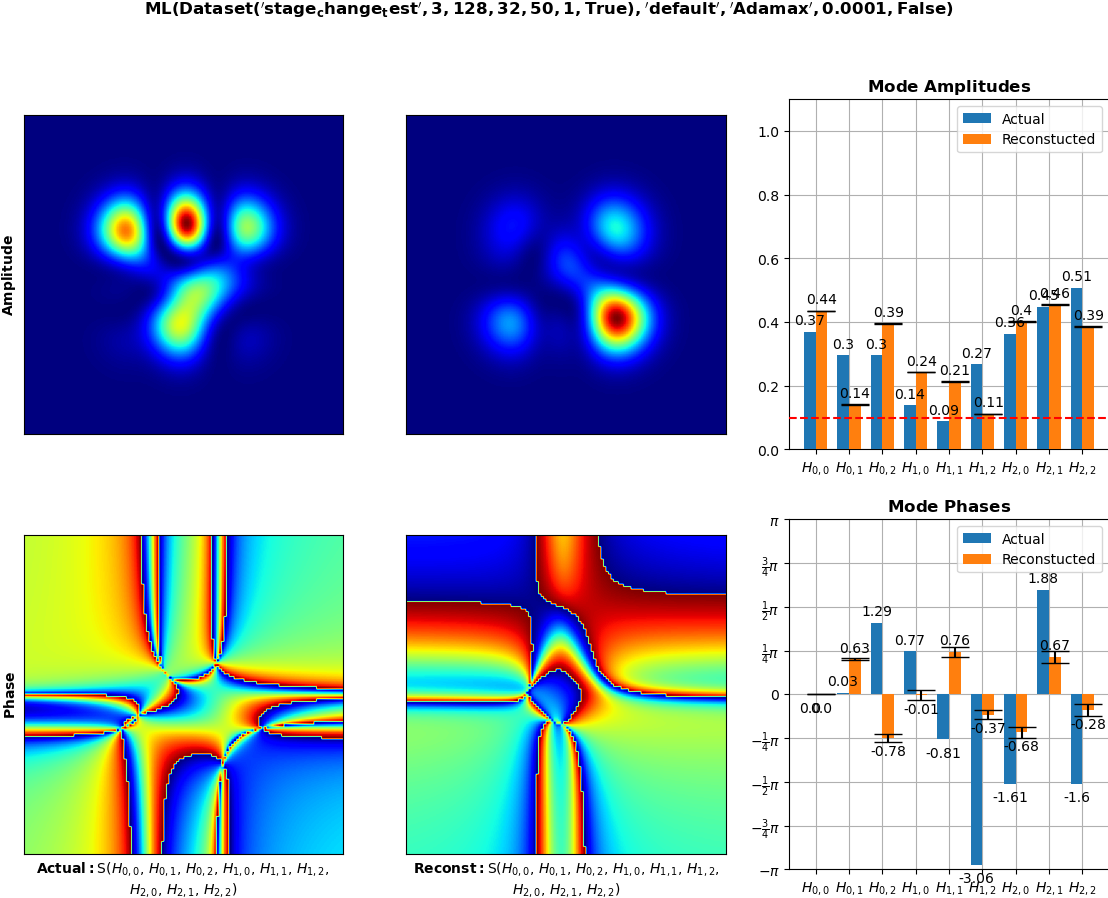 ML(Dataset('stage_change_test', 3, 128, 32, 50, 1, True), 'default', 'Adamax', 0.0001, False)
Amplitude
Mode Amplitudes
Actual
Reconstucted
1.0
0.8
0.6
0.4
0.2
0.0
0.37 0.3 0.3 0.14 0.09 0.27 0.36 0.45 0.51
0.44 0.14 0.39 0.24 0.21 0.11 0.4 0.46 0.39
H0,0 H0,1 H0,2 H1,0 H1,1 H1,2 H2,0 H2,1 H2,2
Phase
Mode Phases
Actual
Reconstucted
π
3/4π
1/2π
1/4π
0
−1/4π
−1/2π
−3/4π
−π
0.0 0.03 1.29 0.77 -0.81 -3.06 -1.61 1.88 -1.6
0.0 0.63 -0.78 -0.01 0.76 -0.37 -0.68 0.67 -0.28
H0,0 H0,1 H0,2 H1,0 H1,1 H1,2 H2,0 H2,1 H2,2
Actual: S(H0,0, H0,1, H0,2, H1,0, H1,1, H1,2,
H2,0, H2,1, H2,2)
Reconst: S(H0,0, H0,1, H0,2, H1,0, H1,1, H1,2,
H2,0, H2,1, H2,2)